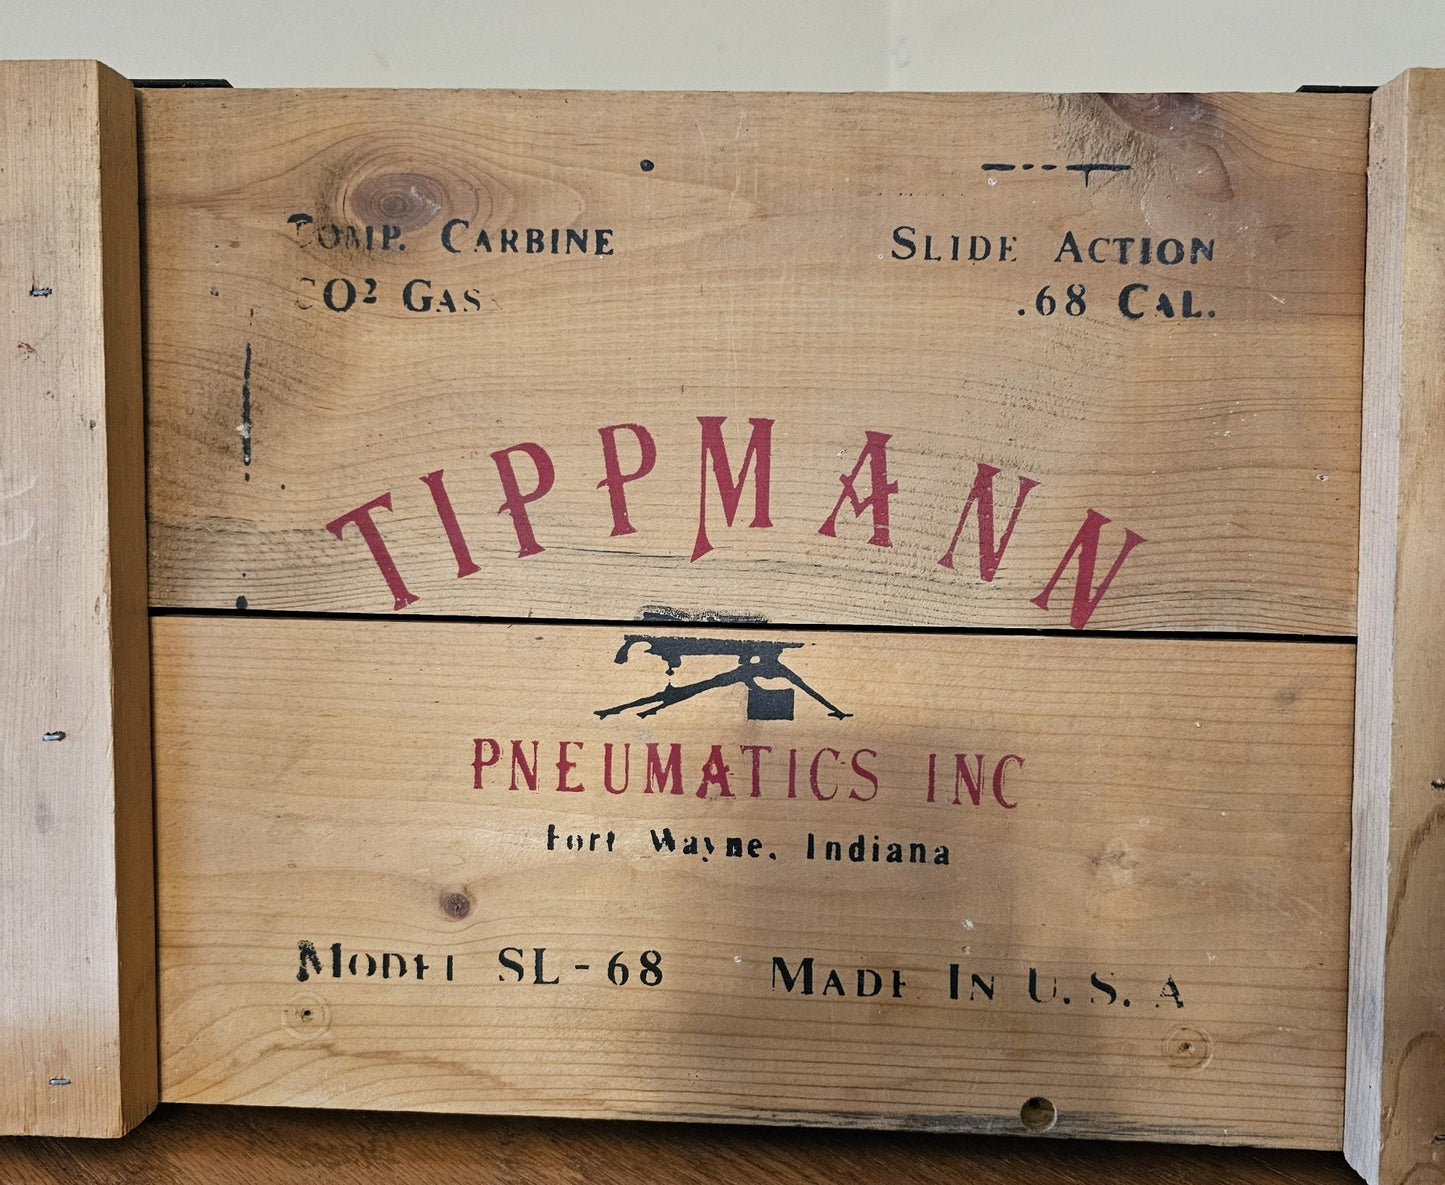 COMP. CARBINE
CO² GAS
SLIDE ACTION
.68 CAL.
TIPPMANN
PNEUMATICS INC
Fort Wayne, Indiana
MODEL SL-68
MADE IN U.S.A